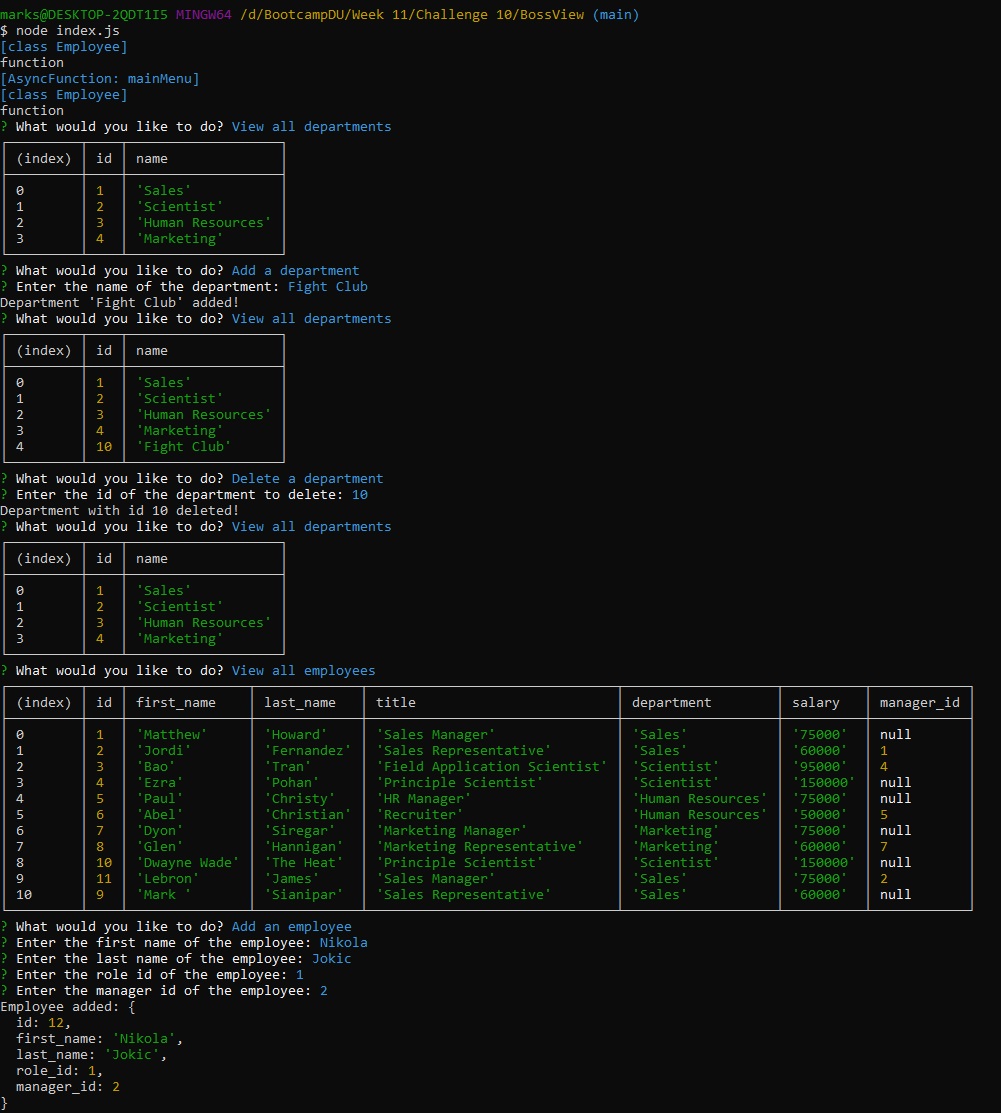 marks@DESKTOP-2QDT1I5 MINGW64 /d/BootcampDU/Week 11/Challenge 10/BossView (main)
$ node index.js
[class Employee]
function
[AsyncFunction: mainMenu]
[class Employee]
function
? What would you like to do? View all departments
(index) id name
0 1 'Sales'
1 2 'Scientist'
2 3 'Human Resources'
3 4 'Marketing'
? What would you like to do? Add a department
? Enter the name of the department: Fight Club
Department 'Fight Club' added!
? What would you like to do? View all departments
(index) id name
0 1 'Sales'
1 2 'Scientist'
2 3 'Human Resources'
3 4 'Marketing'
4 10 'Fight Club'
? What would you like to do? Delete a department
? Enter the id of the department to delete: 10
Department with id 10 deleted!
? What would you like to do? View all departments
(index) id name
0 1 'Sales'
1 2 'Scientist'
2 3 'Human Resources'
3 4 'Marketing'
? What would you like to do? View all employees
(index) id first_name last_name title department salary manager_id
0 1 'Matthew' 'Howard' 'Sales Manager' 'Sales' '75000' null
1 2 'Jordi' 'Fernandez' 'Sales Representative' 'Sales' '60000' 1
2 3 'Bao' 'Tran' 'Field Application Scientist' 'Scientist' '95000' 4
3 4 'Ezra' 'Pohan' 'Principle Scientist' 'Scientist' '150000' null
4 5 'Paul' 'Christy' 'HR Manager' 'Human Resources' '75000' null
5 6 'Abel' 'Christian' 'Recruiter' 'Human Resources' '50000' 5
6 7 'Dyon' 'Siregar' 'Marketing Manager' 'Marketing' '75000' null
7 8 'Glen' 'Hannigan' 'Marketing Representative' 'Marketing' '60000' 7
8 10 'Dwayne Wade' 'The Heat' 'Principle Scientist' 'Scientist' '150000' null
9 11 'Lebron' 'James' 'Sales Manager' 'Sales' '75000' 2
10 9 'Mark ' 'Sianipar' 'Sales Representative' 'Sales' '60000' null
? What would you like to do? Add an employee
? Enter the first name of the employee: Nikola
? Enter the last name of the employee: Jokic
? Enter the role id of the employee: 1
? Enter the manager id of the employee: 2
Employee added: {
  id: 12,
  first_name: 'Nikola',
  last_name: 'Jokic',
  role_id: 1,
  manager_id: 2
}